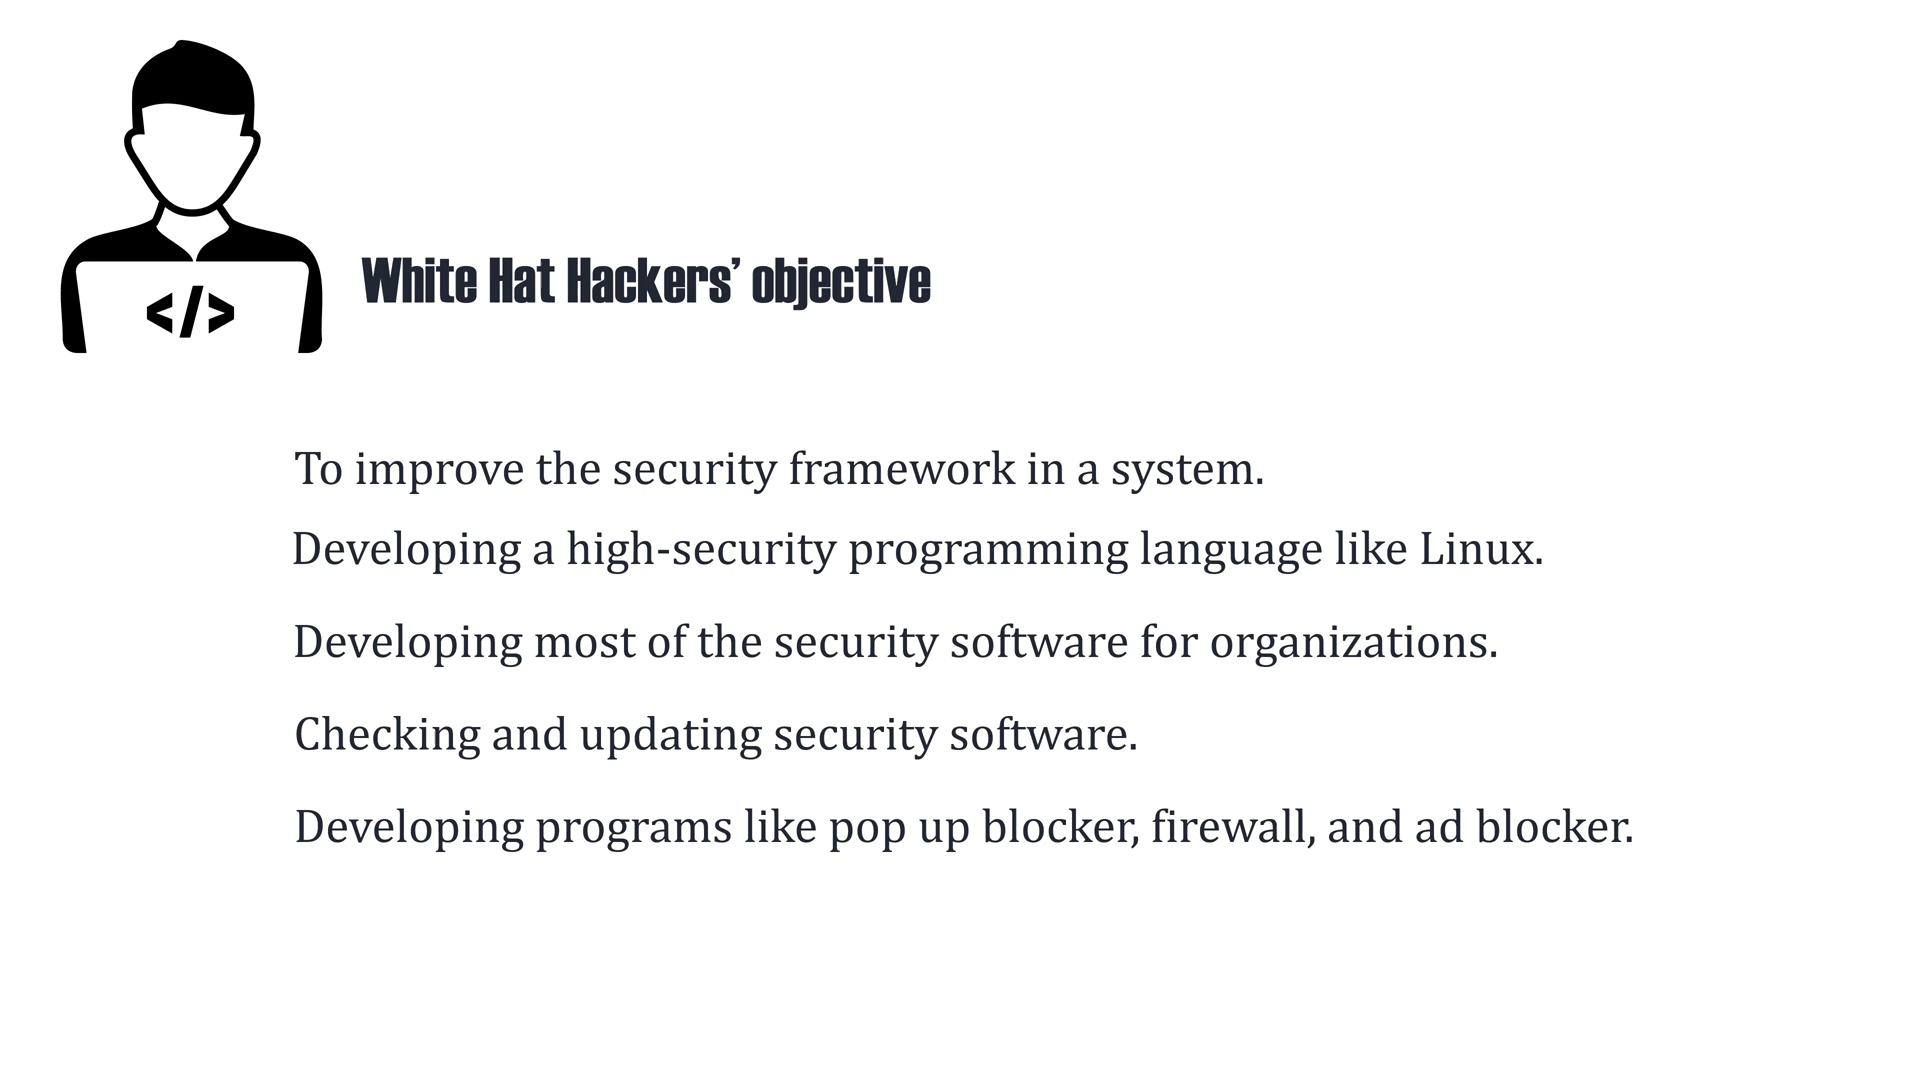 </>
White Hat Hackers’ objective
To improve the security framework in a system.
Developing a high-security programming language like Linux.
Developing most of the security software for organizations.
Checking and updating security software.
Developing programs like pop up blocker, firewall, and ad blocker.